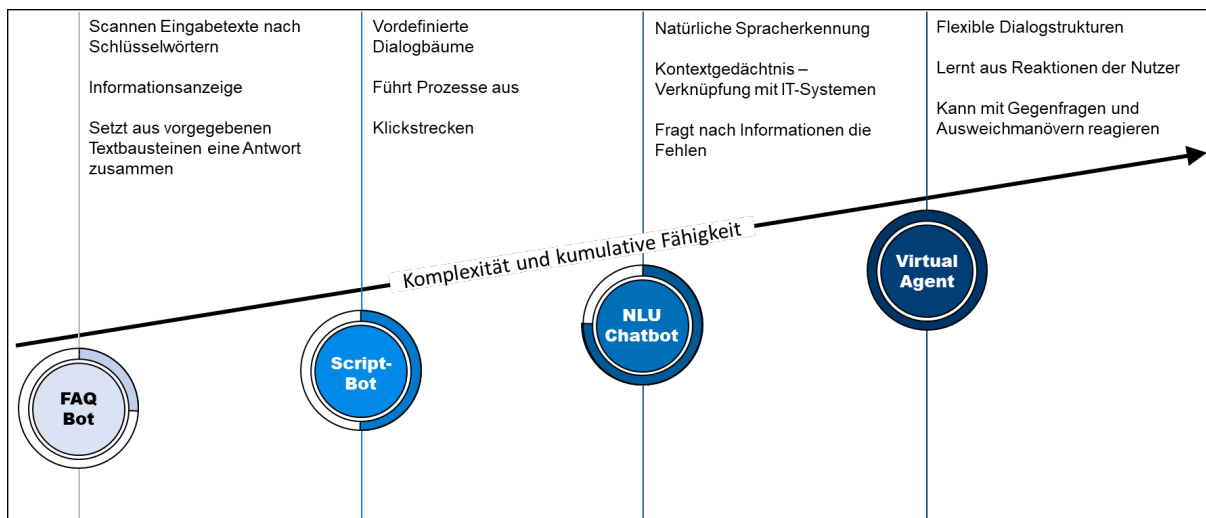 Scannen Eingabetexte nach
Schlüsselwörtern
Informationsanzeige
Setzt aus vorgegebenen
Textbausteinen eine Antwort
zusammen
Vordefinierte
Dialogbäume
Führt Prozesse aus
Klickstrecken
Natürliche Spracherkennung
Kontextgedächtnis –
Verknüpfung mit IT-Systemen
Fragt nach Informationen die
Fehlen
Flexible Dialogstrukturen
Lernt aus Reaktionen der Nutzer
Kann mit Gegenfragen und
Ausweichmanövern reagieren
Komplexität und kumulative Fähigkeit
FAQ
Bot
Script-
Bot
NLU
Chatbot
Virtual
Agent